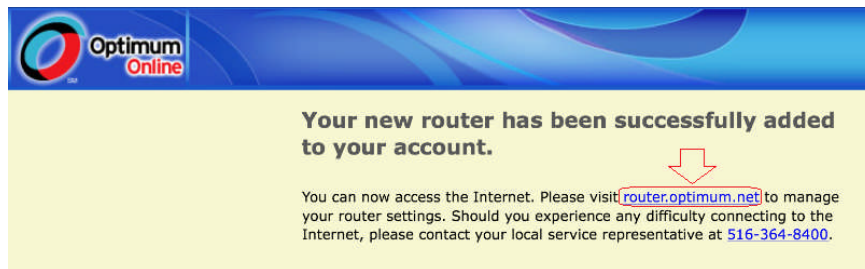 Optimum
Online
SM
Your new router has been successfully added
to your account.
You can now access the Internet. Please visit router.optimum.net to manage
your router settings. Should you experience any difficulty connecting to the
Internet, please contact your local service representative at 516-364-8400.